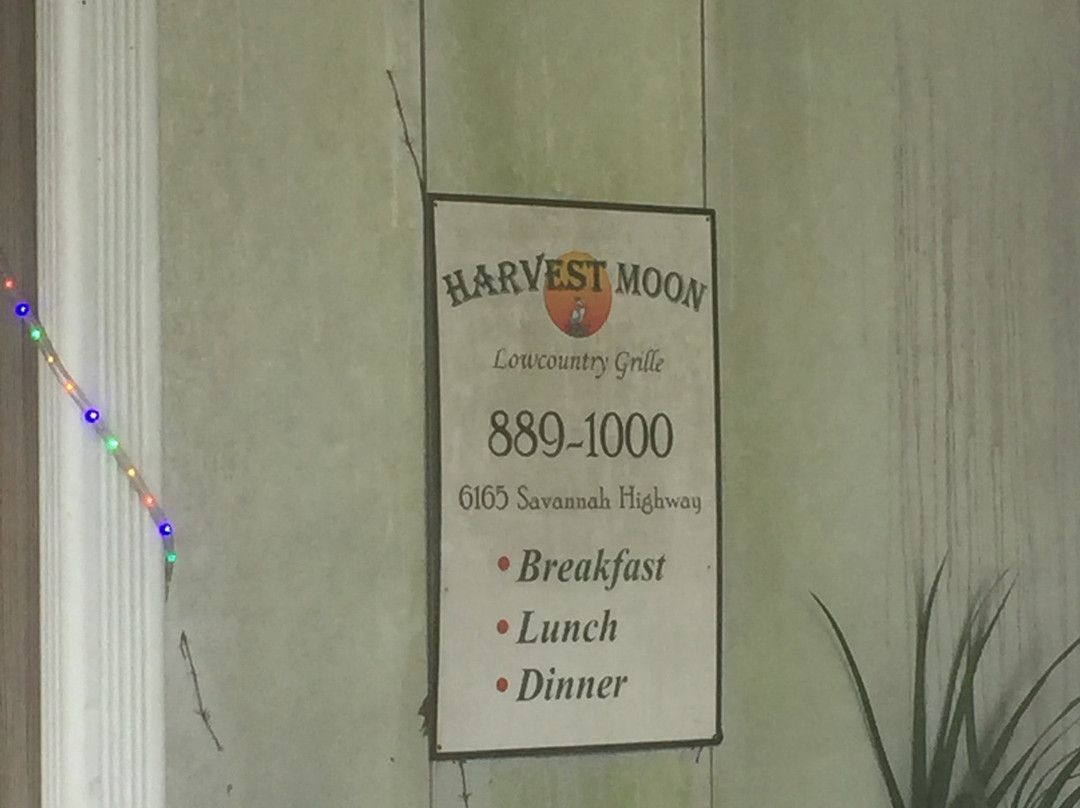 HARVEST MOON
Lowcountry Grille
889-1000
6165 Savannah Highway
• Breakfast
• Lunch
• Dinner